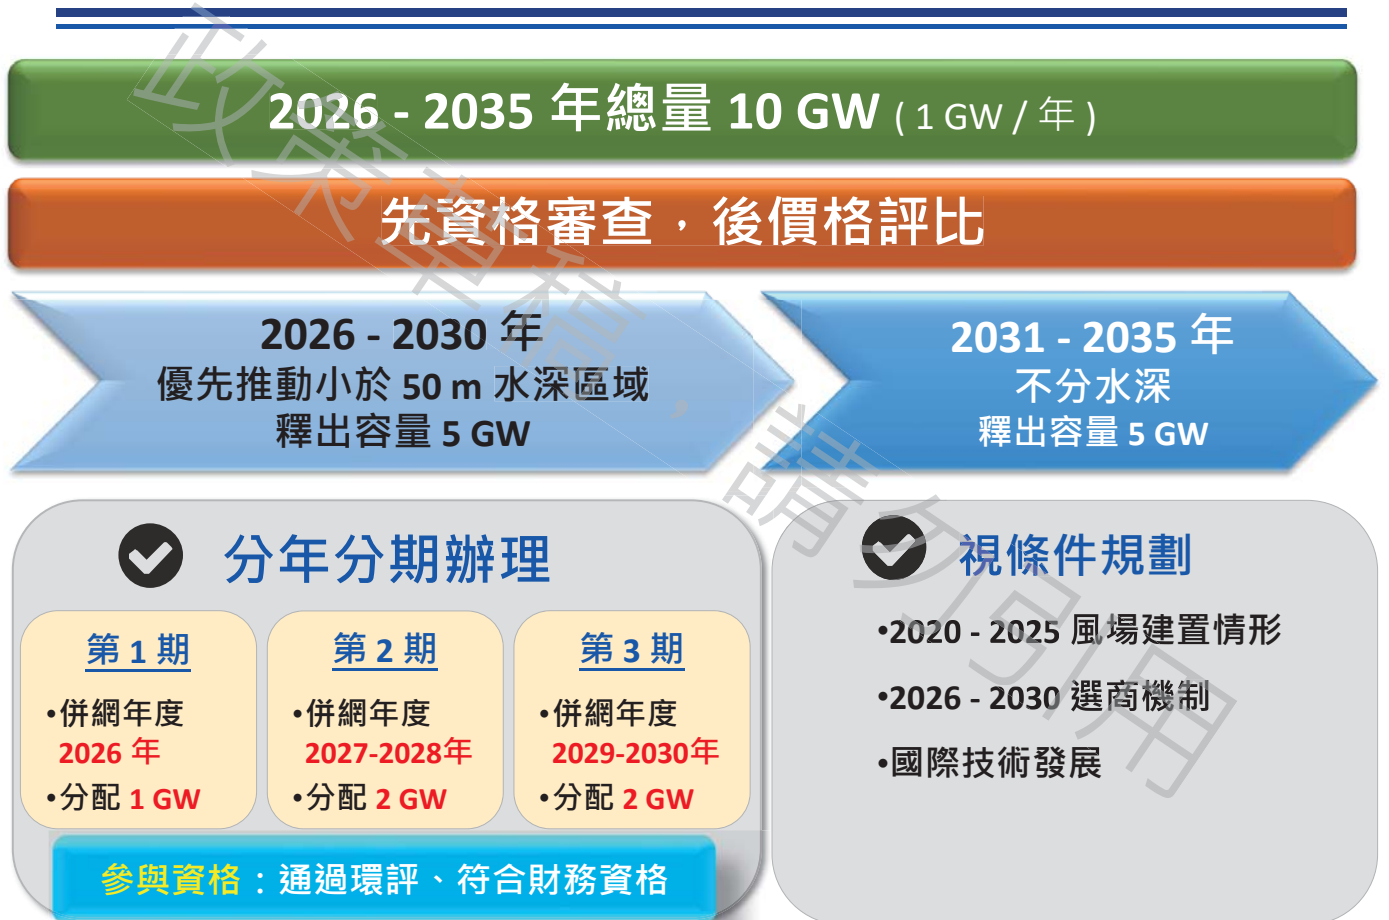 2026 - 2035 年總量 10 GW ( 1 GW / 年 )
先資格審查，後價格評比
2026 - 2030 年
優先推動小於 50 m 水深區域
釋出容量 5 GW
2031 - 2035 年
不分水深
釋出容量 5 GW
分年分期辦理
第 1 期
•併網年度
2026 年
•分配 1 GW
第 2 期
•併網年度
2027-2028年
•分配 2 GW
第 3 期
•併網年度
2029-2030年
•分配 2 GW
參與資格：通過環評、符合財務資格
視條件規劃
•2020 - 2025 風場建置情形
•2026 - 2030 選商機制
•國際技術發展
政策草稿，請勿引用